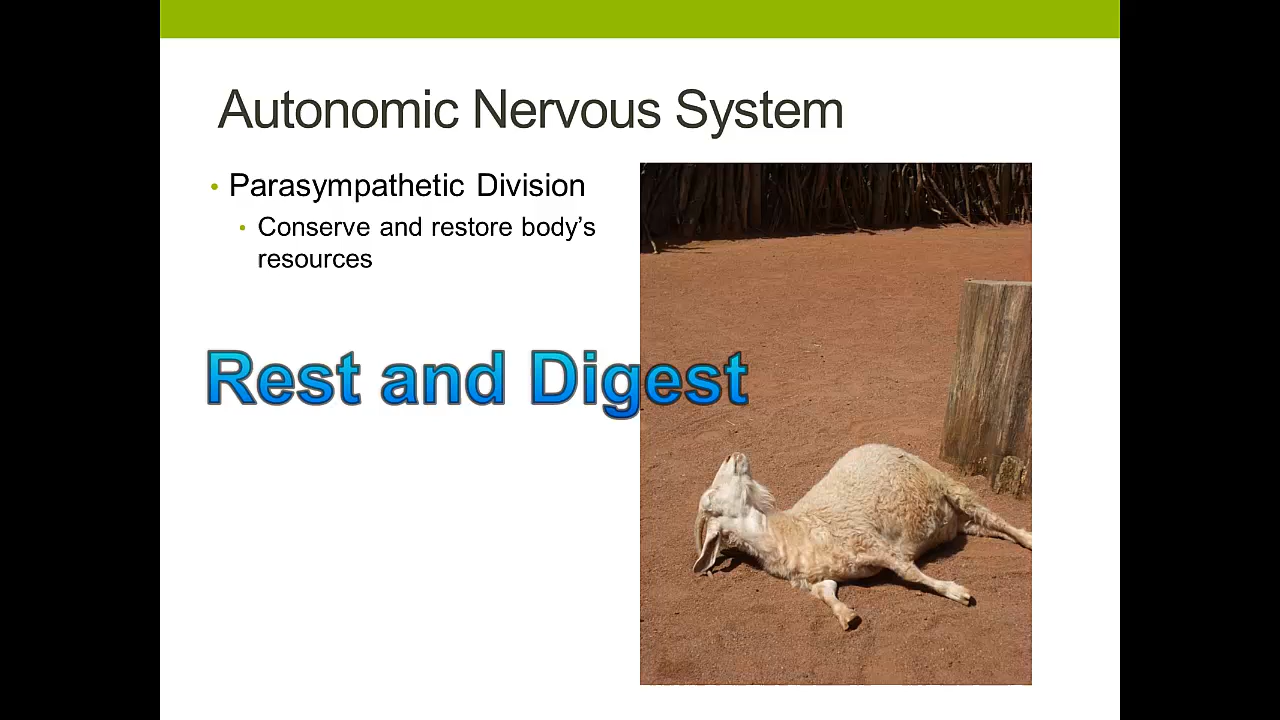 Autonomic Nervous System
• Parasympathetic Division
• Conserve and restore body’s
resources
Rest and Digest